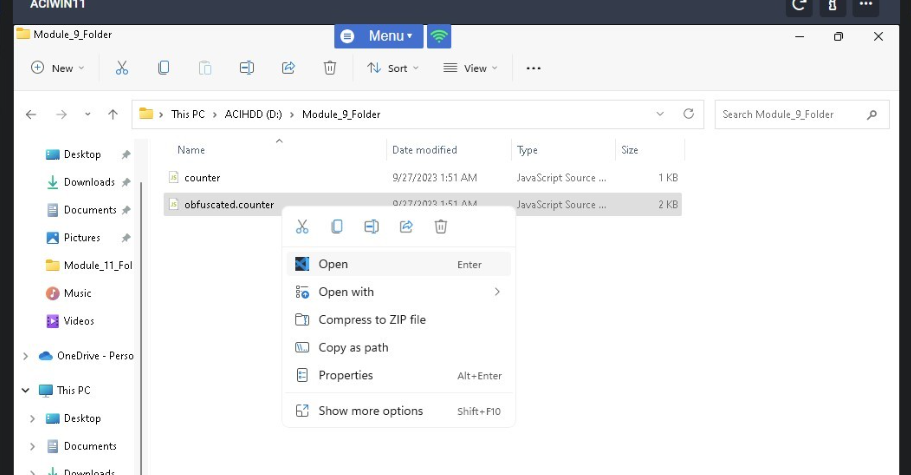 ACIWIN11
Module_9_Folder
Menu
New
Sort
View
This PC > ACIHDD (D:) > Module_9_Folder
Search Module_9_Folder
Name Date modified Type Size
counter 9/27/2023 1:51 AM JavaScript Source ... 1 KB
obfuscated.counter 9/27/2023 1:51 AM JavaScript Source ... 2 KB
Desktop
Downloads
Documents
Pictures
Module_11_Fol
Music
Videos
OneDrive - Perso
This PC
Desktop
Documents
Downloads
Open Enter
Open with
Compress to ZIP file
Copy as path
Properties Alt+Enter
Show more options Shift+F10